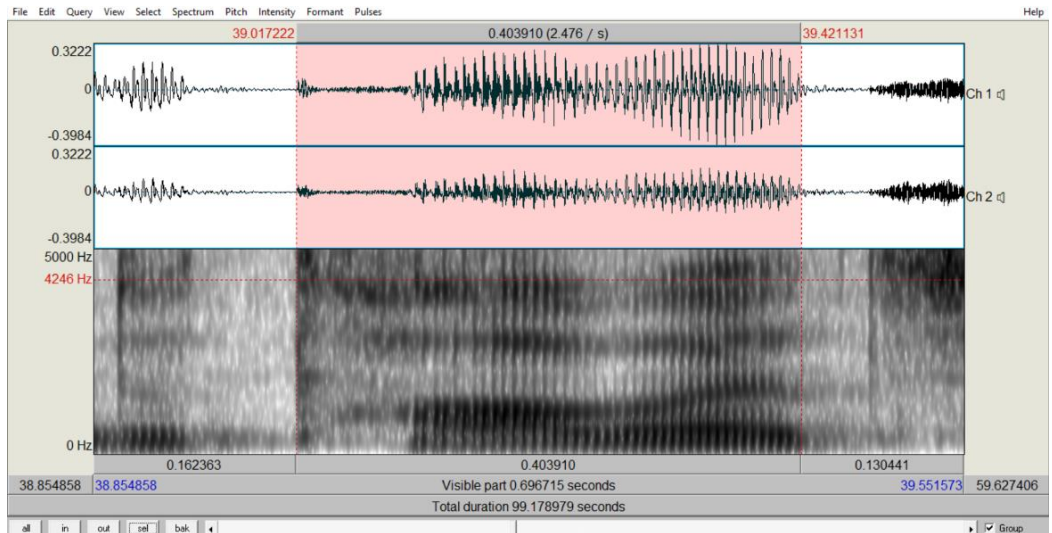 File Edit Query View Select Spectrum Pitch Intensity Formant Pulses Help
39.017222 0.403910 (2.476 / s) 39.421131
0.3222
0
-0.3984
Ch 1
0.3222
0
-0.3984
Ch 2
5000 Hz
4246 Hz
0 Hz
0.162363 0.403910 0.130441
38.854858 38.854858 Visible part 0.696715 seconds 39.551573 59.627406
Total duration 99.178979 seconds
all in out sel bak Group